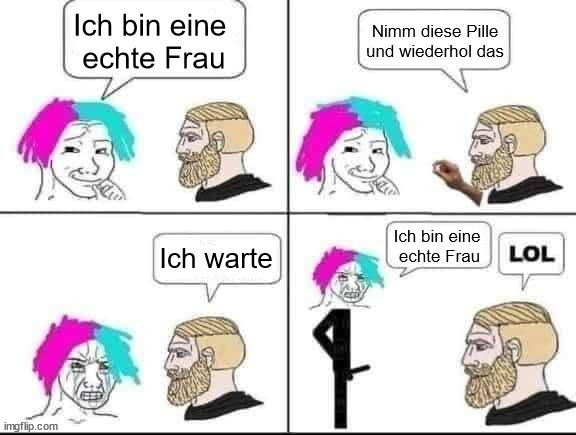 Ich bin eine
echte Frau
Nimm diese Pille
und wiederhol das
Ich warte
Ich bin eine
echte Frau
LOL
imgflip.com